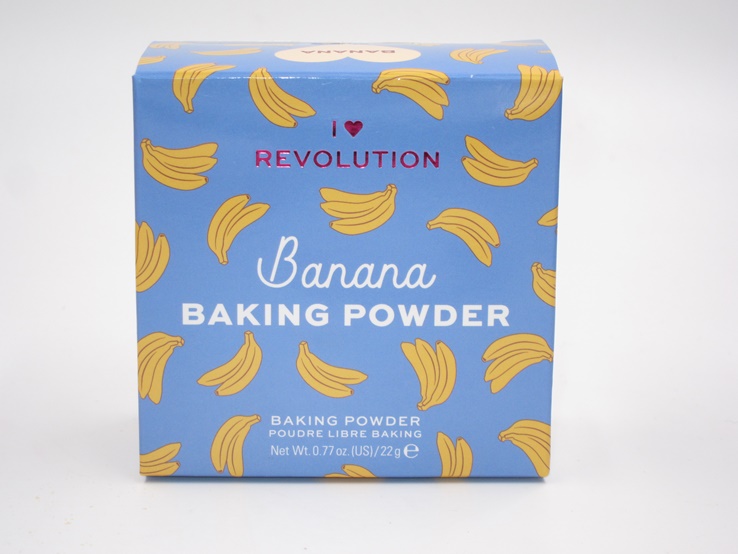 BANANA
I ♥
REVOLUTION
Banana
BAKING POWDER
BAKING POWDER
POUDRE LIBRE BAKING
Net Wt. 0.77 oz. (US)/22g ℮